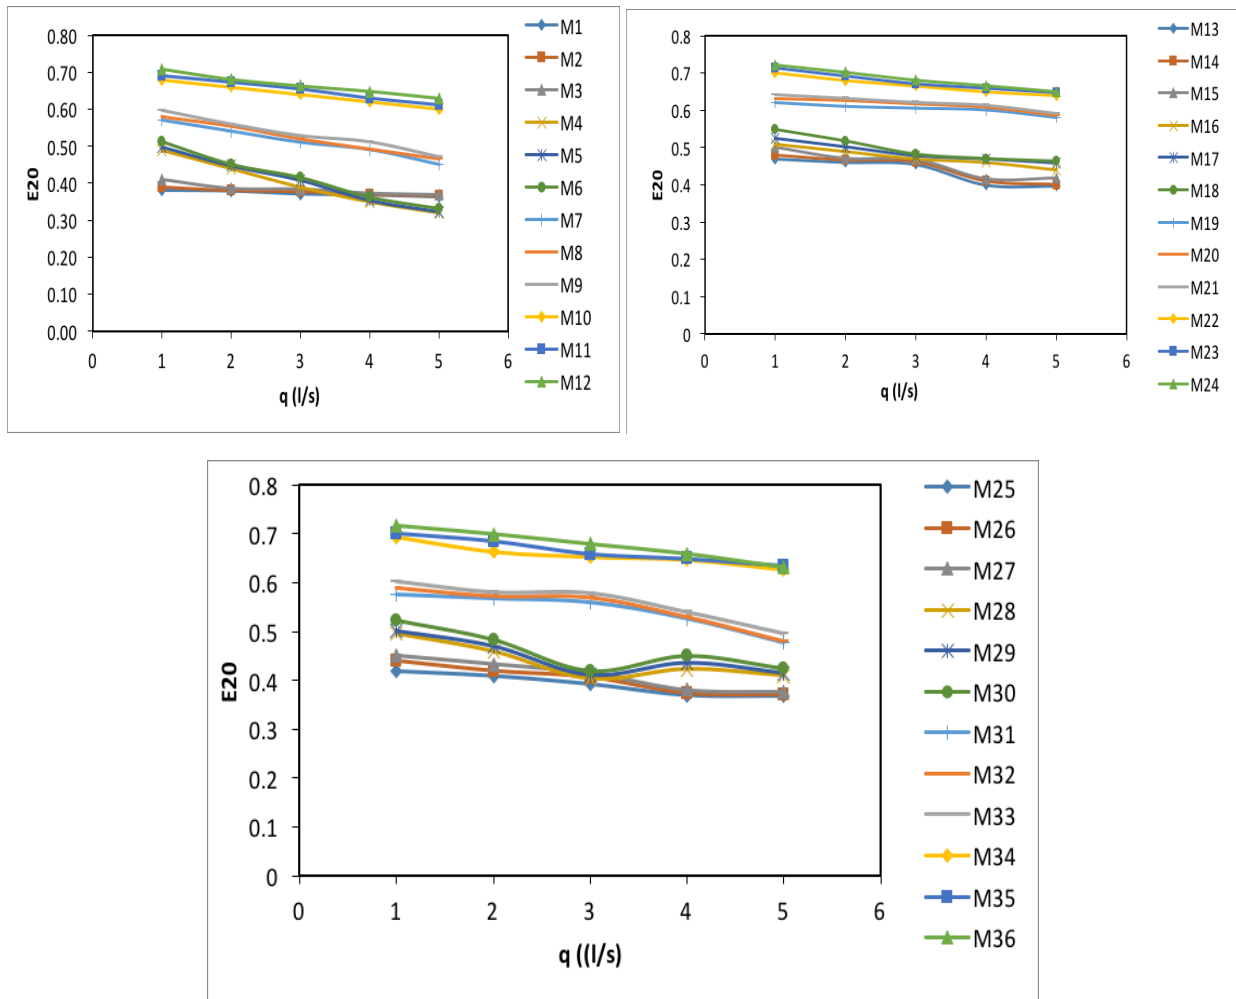 0.80
0.70
0.60
0.50
0.40
0.30
0.20
0.10
0.00
E20
0
1
2
3
4
5
6
q (l/s)
M1
M2
M3
M4
M5
M6
M7
M8
M9
M10
M11
M12
0.8
0.7
0.6
0.5
0.4
0.3
0.2
0.1
0
E20
0
1
2
3
4
5
6
q (l/s)
M13
M14
M15
M16
M17
M18
M19
M20
M21
M22
M23
M24
0.8
0.7
0.6
0.5
0.4
0.3
0.2
0.1
0
E20
0
1
2
3
4
5
6
q ((l/s)
M25
M26
M27
M28
M29
M30
M31
M32
M33
M34
M35
M36